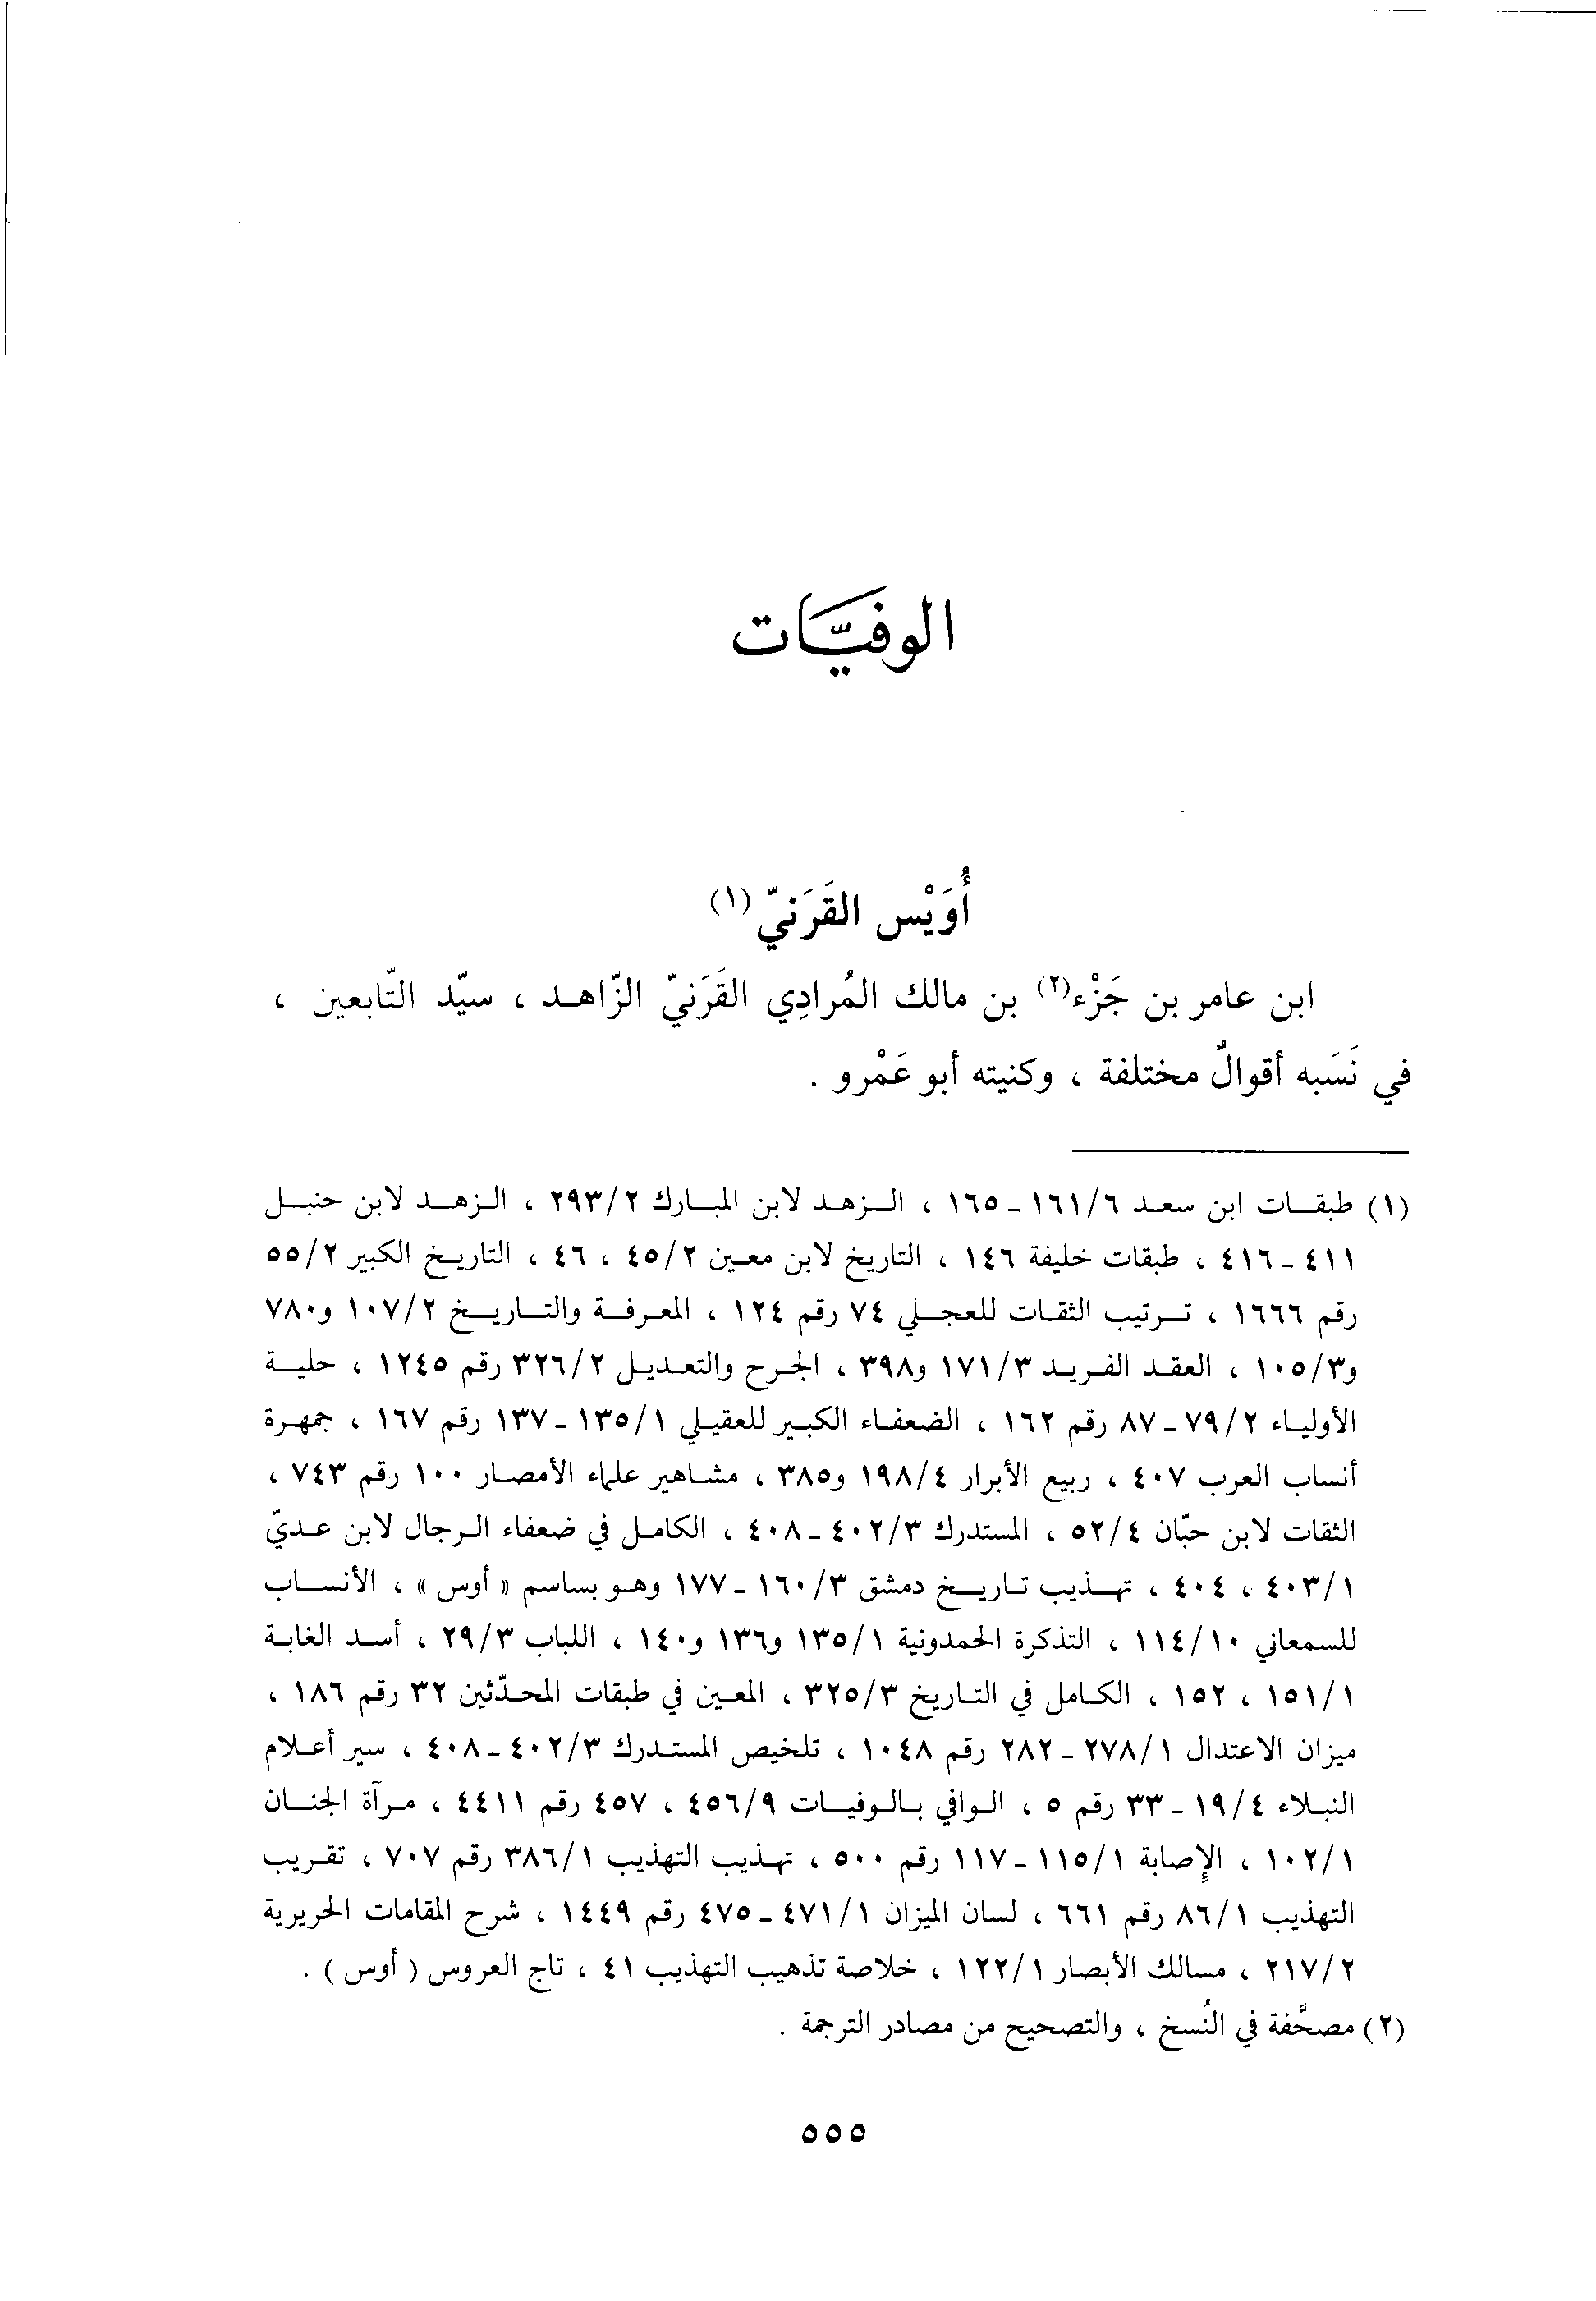 الوفيَّات
أُوَيْس القَرَنيّ(١)
ابن عامر بن جَزْء(٢) بن مالك المُرادِي القَرَنيّ الزّاهد ، سيّد التّابعين ،
في نَسَبه أقوالٌ مختلفة ، وكنيته أبو عَمْرو .
(١) طبقات ابن سعد ٦/ ١٦١ - ١٦٥ ، الزهد لابن المبارك ٢/ ٢٩٣ ، الزهد لابن حنبل
٤١١ - ٤١٦ ، طبقات خليفة ١٤٦ ، التاريخ لابن معين ٢/ ٤٥ ، ٤٦ ، التاريخ الكبير ٢/ ٥٥
رقم ١٦٦٦ ، ترتيب الثقات للعجلي ٧٤ رقم ١٢٤ ، المعرفة والتاريخ ٢/ ١٠٧ و٧٨٠
و٣/ ١٠٥ ، العقد الفريد ٣/ ١٧١ و٣٩٨ ، الجرح والتعديل ٢/ ٣٢٦ رقم ١٢٤٥ ، حلية
الأولياء ٢/ ٧٩ - ٨٧ رقم ١٦٢ ، الضعفاء الكبير للعقيلي ١/ ١٣٥ - ١٣٧ رقم ١٦٧ ، جمهرة
أنساب العرب ٤٠٧ ، ربيع الأبرار ٤/ ١٩٨ و٣٨٥ ، مشاهير علماء الأمصار ١٠٠ رقم ٧٤٣ ،
الثقات لابن حبّان ٤/ ٥٢ ، المستدرك ٣/ ٤٠٢ - ٤٠٨ ، الكامل في ضعفاء الرجال لابن عديّ
١/ ٤٠٣ ، ٤٠٤ ، تهذيب تاريخ دمشق ٣/ ١٦٠ - ١٧٧ وهو بساسم « أوس » ، الأنساب
للسمعاني ١٠/ ١١٤ ، التذكرة الحمدونية ١/ ١٣٥ و١٣٦ و١٤٠ ، اللباب ٣/ ٢٩ ، أسد الغابة
١/ ١٥١ ، ١٥٢ ، الكامل في التاريخ ٣/ ٣٢٥ ، المعين في طبقات المحدّثين ٣٢ رقم ١٨٦ ،
ميزان الاعتدال ١/ ٢٧٨ - ٢٨٢ رقم ١٠٤٨ ، تلخيص المستدرك ٣/ ٤٠٢ - ٤٠٨ ، سير أعلام
النبلاء ٤/ ١٩ - ٣٣ رقم ٥ ، الوافي بالوفيات ٩/ ٤٥٦ ، ٤٥٧ رقم ٤٤١١ ، مرآة الجنان
١/ ١٠٢ ، الإصابة ١/ ١١٥ - ١١٧ رقم ٥٠٠ ، تهذيب التهذيب ١/ ٣٨٦ رقم ٧٠٧ ، تقريب
التهذيب ١/ ٨٦ رقم ٦٦١ ، لسان الميزان ١/ ٤٧١ - ٤٧٥ رقم ١٤٤٩ ، شرح المقامات الحريرية
٢/ ٢١٧ ، مسالك الأبصار ١/ ١٢٢ ، خلاصة تذهيب التهذيب ٤١ ، تاج العروس ( أوس ) .
(٢) مصحَّفة في النُسخ ، والتصحيح من مصادر الترجمة .
٥٥٥